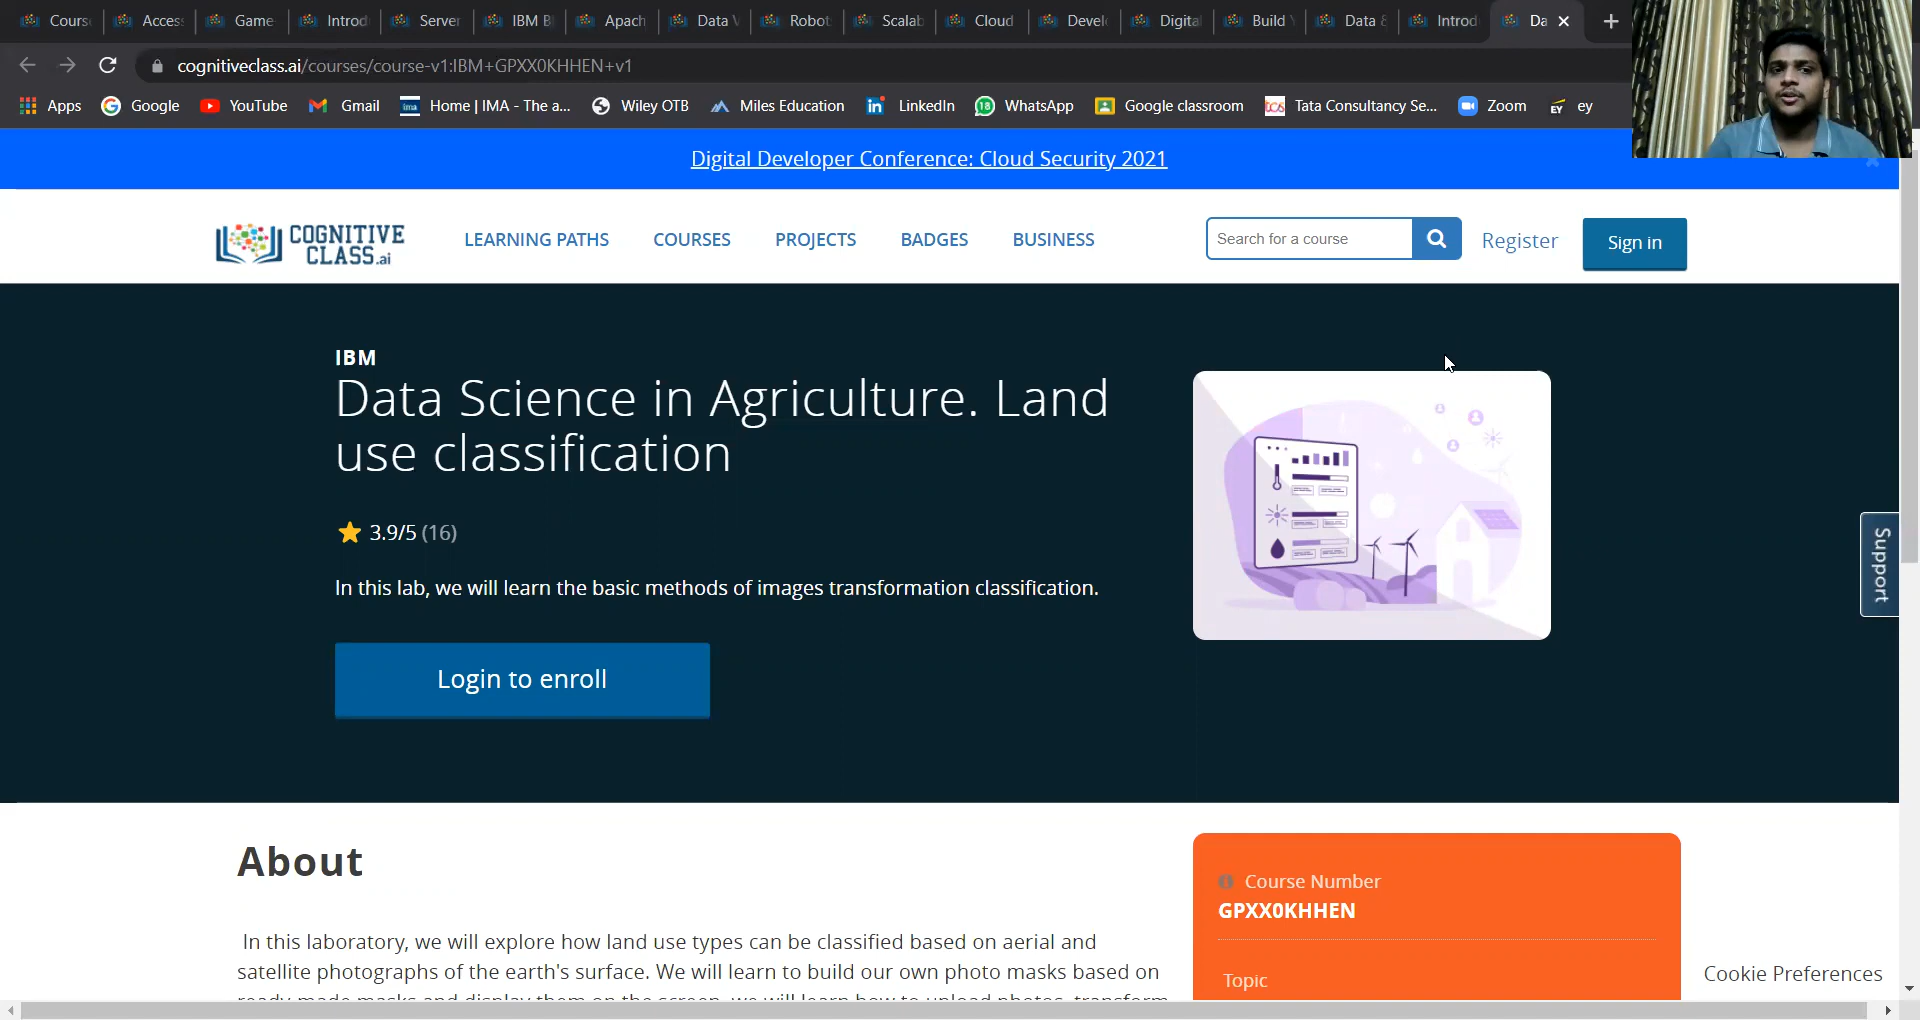 Cours
Acces
Game
Introd
Server
IBM B
Apach
Data V
Robot
Scalab
Cloud
Devel
Digital
Build Y
Data &
Introd
Da
cognitiveclass.ai/courses/course-v1:IBM+GPXX0KHHEN+v1
Apps
Google
YouTube
Gmail
Home | IMA - The a...
Wiley OTB
Miles Education
LinkedIn
WhatsApp
Google classroom
Tata Consultancy Se...
Zoom
ey
Digital Developer Conference: Cloud Security 2021
COGNITIVE
CLASS.ai
LEARNING PATHS
COURSES
PROJECTS
BADGES
BUSINESS
Search for a course
Register
Sign in
IBM
Data Science in Agriculture. Land
use classification
3.9/5 (16)
In this lab, we will learn the basic methods of images transformation classification.
Login to enroll
Support
About
In this laboratory, we will explore how land use types can be classified based on aerial and
satellite photographs of the earth's surface. We will learn to build our own photo masks based on
ready-made masks and display them on the screen, we will learn how to upload photos, transform
Course Number
GPXX0KHHEN
Topic
Cookie Preferences